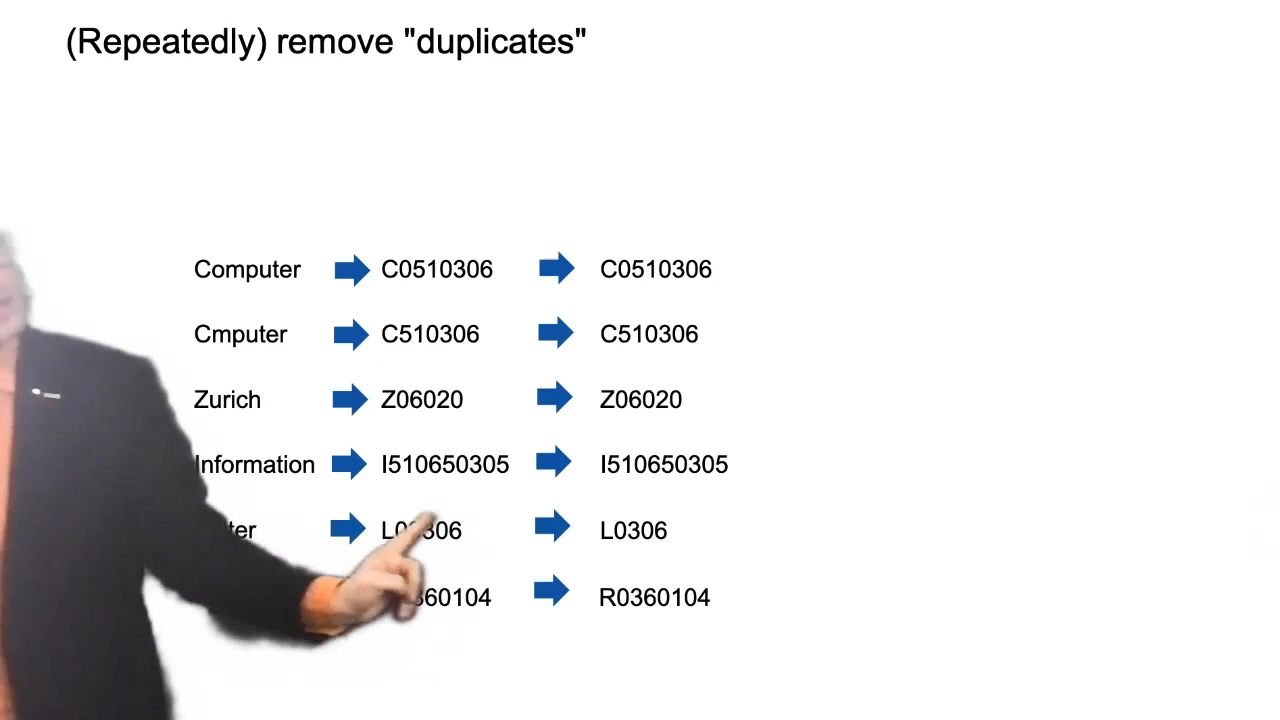 (Repeatedly) remove "duplicates"
Computer C0510306 C0510306
Cmputer C510306 C510306
Zurich Z06020 Z06020
Information I510650305 I510650305
L0306
R0360104